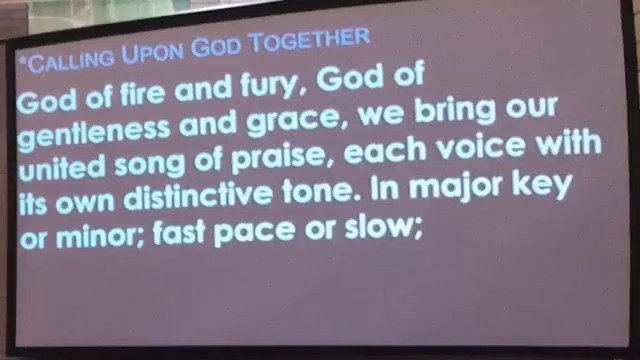 *CALLING UPON GOD TOGETHER
God of fire and fury, God of
gentleness and grace, we bring our
united song of praise, each voice with
its own distinctive tone. In major key
or minor; fast pace or slow;